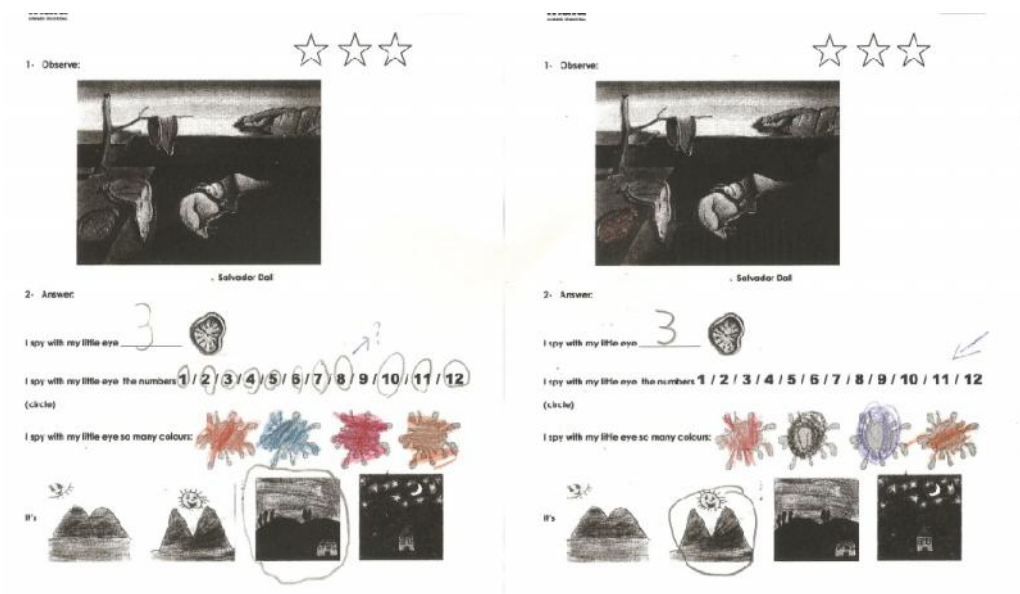 1- Observe:
. Salvador Dalí
2- Answer:
I spy with my little eye 3
?
I spy with my little eye the numbers 1 / 2 / 3 / 4 / 5 / 6 / 7 / 8 / 9 / 10 / 11 / 12
(circle)
I spy with my little eye so many colours:
It's
1- Observe:
. Salvador Dalí
2- Answer:
I spy with my little eye 3
I spy with my little eye the numbers 1 / 2 / 3 / 4 / 5 / 6 / 7 / 8 / 9 / 10 / 11 / 12
(circle)
I spy with my little eye so many colours:
It's